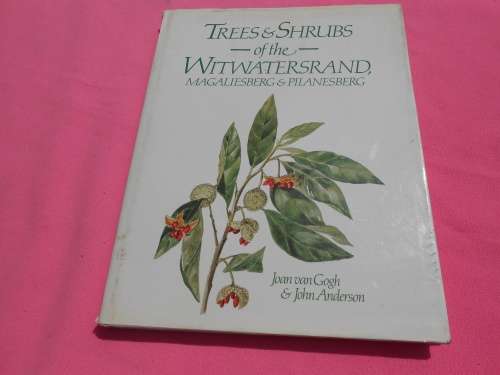 TREES & SHRUBS
of the
WITWATERSRAND,
MAGALIESBERG & PILANESBERG
Joan van Gogh
& John Anderson